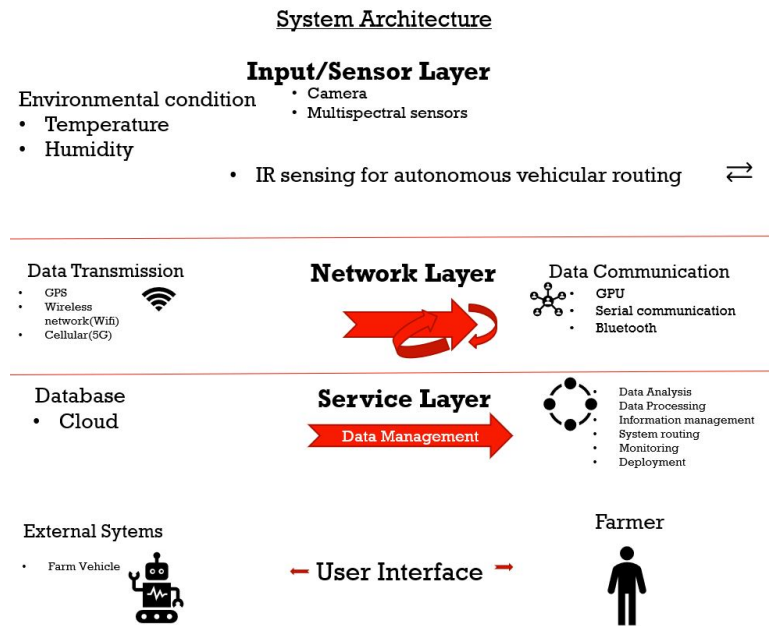 System Architecture
Input/Sensor Layer
• Camera
• Multispectral sensors
Environmental condition
• Temperature
• Humidity
• IR sensing for autonomous vehicular routing
Data Transmission
• GPS
• Wireless
network(Wifi)
• Cellular(5G)
Network Layer
Data Communication
• GPU
• Serial communication
• Bluetooth
Database
• Cloud
Service Layer
Data Management
• Data Analysis
• Data Processing
• Information management
• System routing
• Monitoring
• Deployment
External Sytems
• Farm Vehicle
User Interface
Farmer